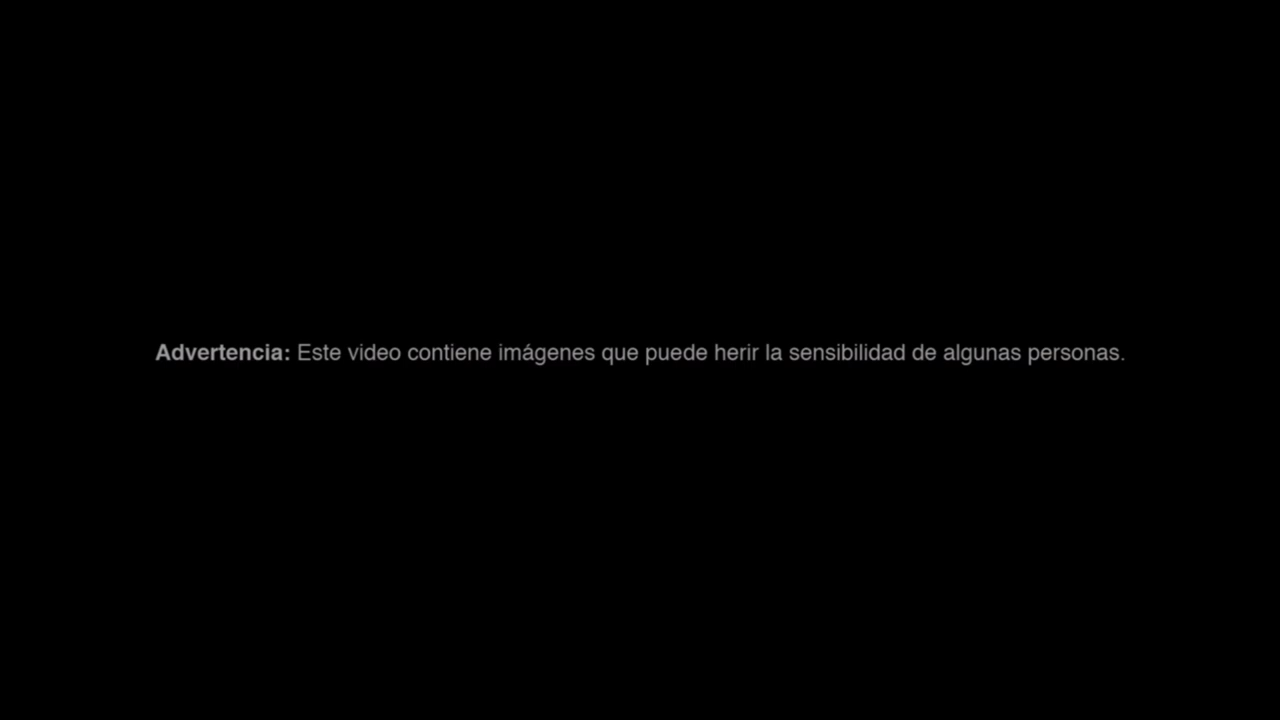 Advertencia: Este video contiene imágenes que puede herir la sensibilidad de algunas personas.